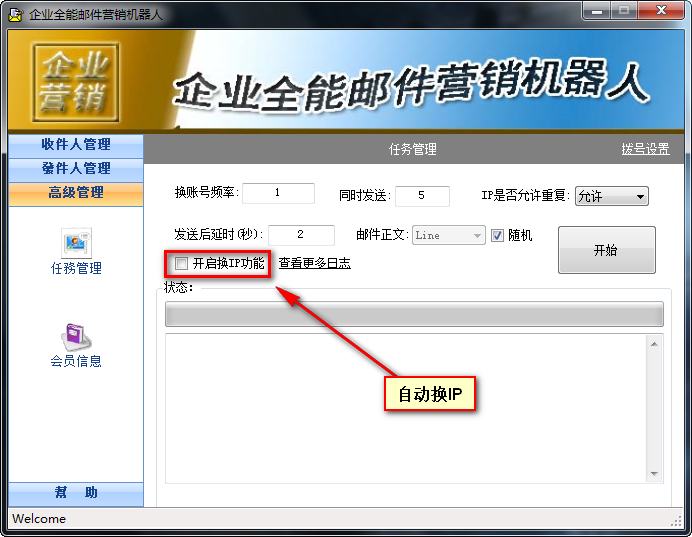 企业全能邮件营销机器人
企业
营销
企业全能邮件营销机器人
收件人管理
發件人管理
高級管理
任務管理
会员信息
幫 助
任务管理
拨号设置
换账号频率: 1 同时发送: 5 IP是否允许重复: 允许
发送后延时(秒): 2 邮件正文: Line 随机
开始
开启换IP功能 查看更多日志
状态:
自动换IP
Welcome